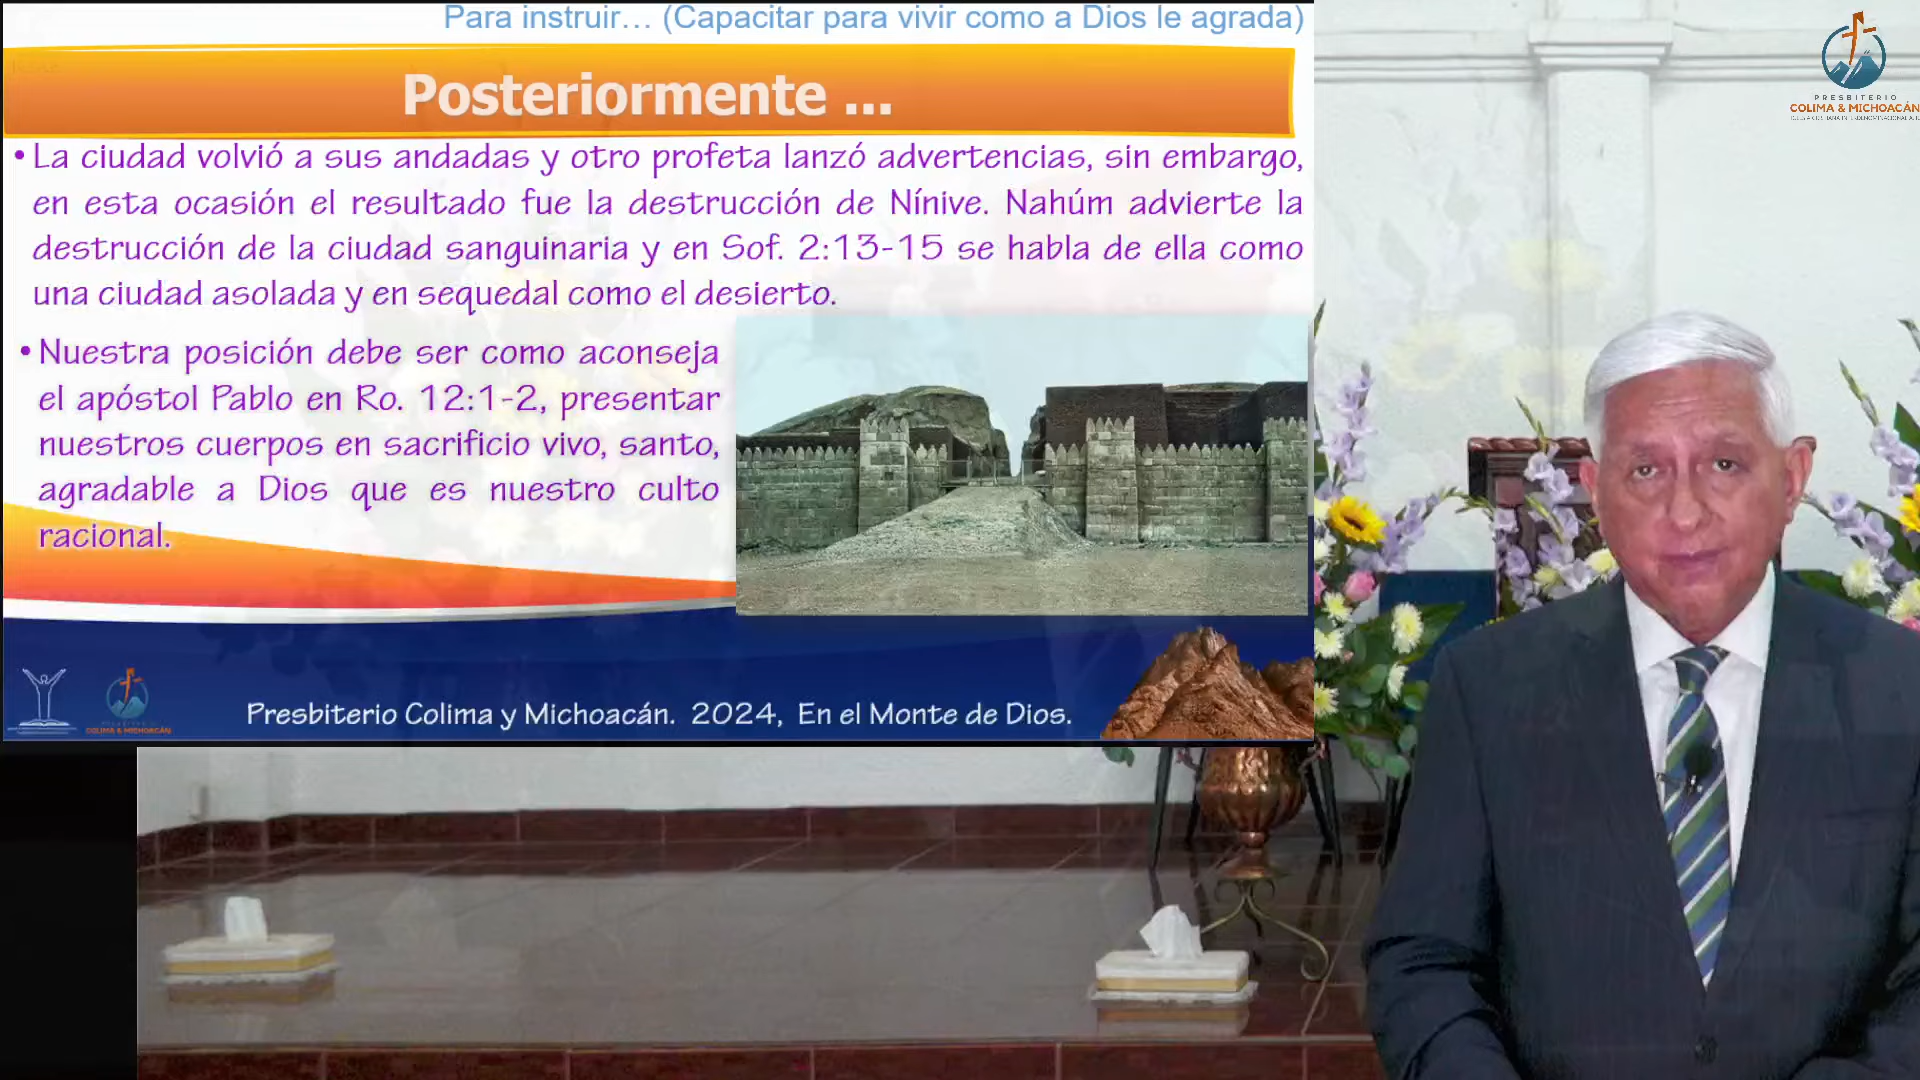 Para instruir… (Capacitar para vivir como a Dios le agrada)
Posteriormente ...
• La ciudad volvió a sus andadas y otro profeta lanzó advertencias, sin embargo,
en esta ocasión el resultado fue la destrucción de Nínive. Nahúm advierte la
destrucción de la ciudad sanguinaria y en Sof. 2:13-15 se habla de ella como
una ciudad asolada y en sequedal como el desierto.
• Nuestra posición debe ser como aconseja
el apóstol Pablo en Ro. 12:1-2, presentar
nuestros cuerpos en sacrificio vivo, santo,
agradable a Dios que es nuestro culto
racional.
COLIMA & MICHOACÁN
Presbiterio Colima y Michoacán. 2024, En el Monte de Dios.
PRESBITERIO
COLIMA & MICHOACÁN